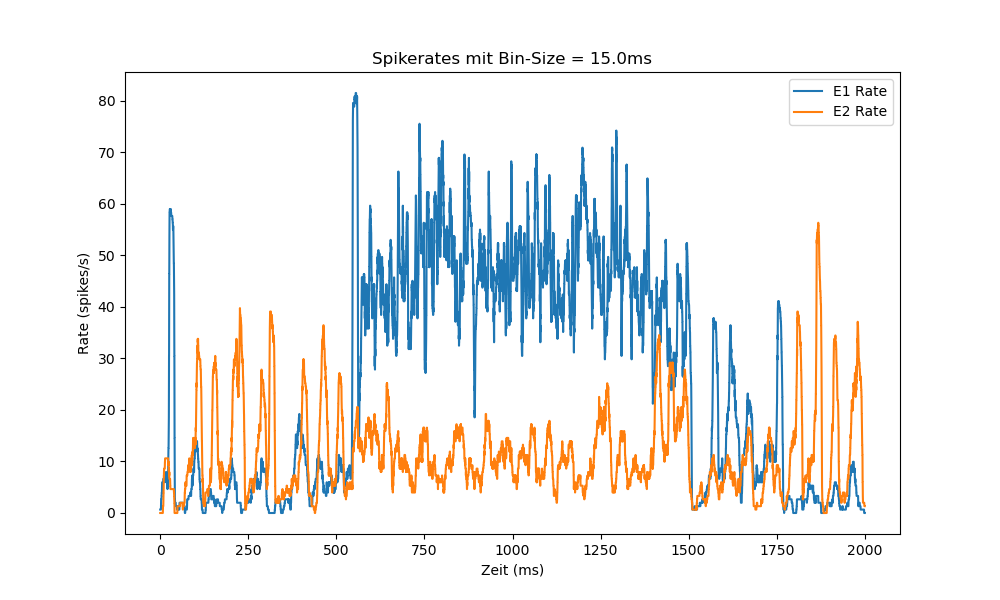 Spikerates mit Bin-Size = 15.0ms
E1 Rate
E2 Rate
80
70
60
50
40
30
20
10
0
Rate (spikes/s)
0 250 500 750 1000 1250 1500 1750 2000
Zeit (ms)